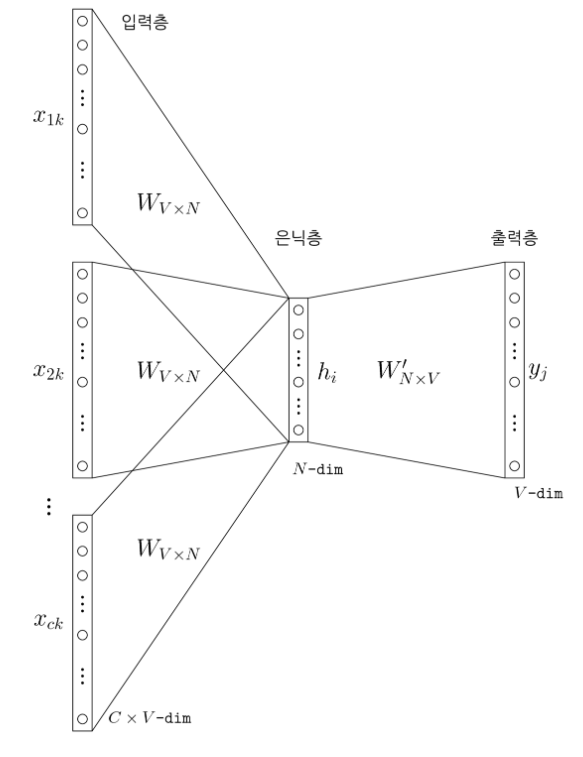 입력층
x_{1k}
W_{V×N}
은닉층
출력층
x_{2k}
W_{V×N}
h_i
W'_{N×V}
y_j
N-dim
V-dim
W_{V×N}
x_{ck}
C × V-dim